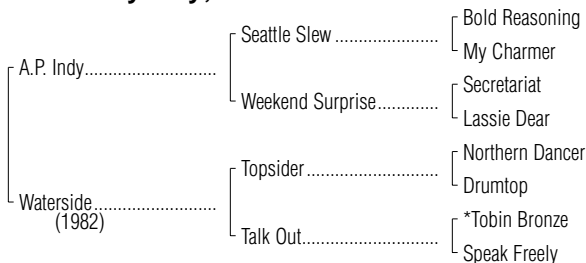 Bold Reasoning
Seattle Slew
My Charmer
A.P. Indy
Secretariat
Weekend Surprise
Lassie Dear
Northern Dancer
Topsider
Drumtop
Waterside
(1982)
*Tobin Bronze
Talk Out
Speak Freely